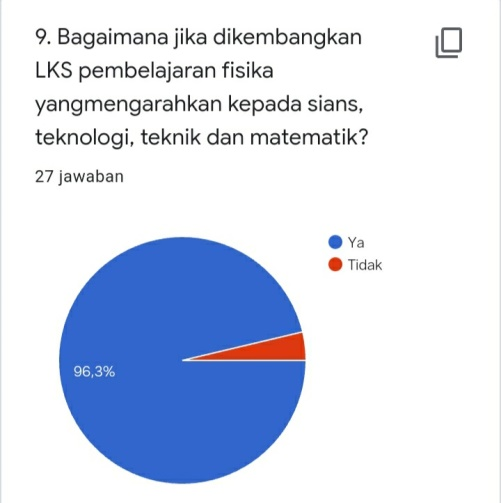 9. Bagaimana jika dikembangkan
LKS pembelajaran fisika
yangmengarahkan kepada sians,
teknologi, teknik dan matematik?
27 jawaban
Ya
Tidak
96,3%